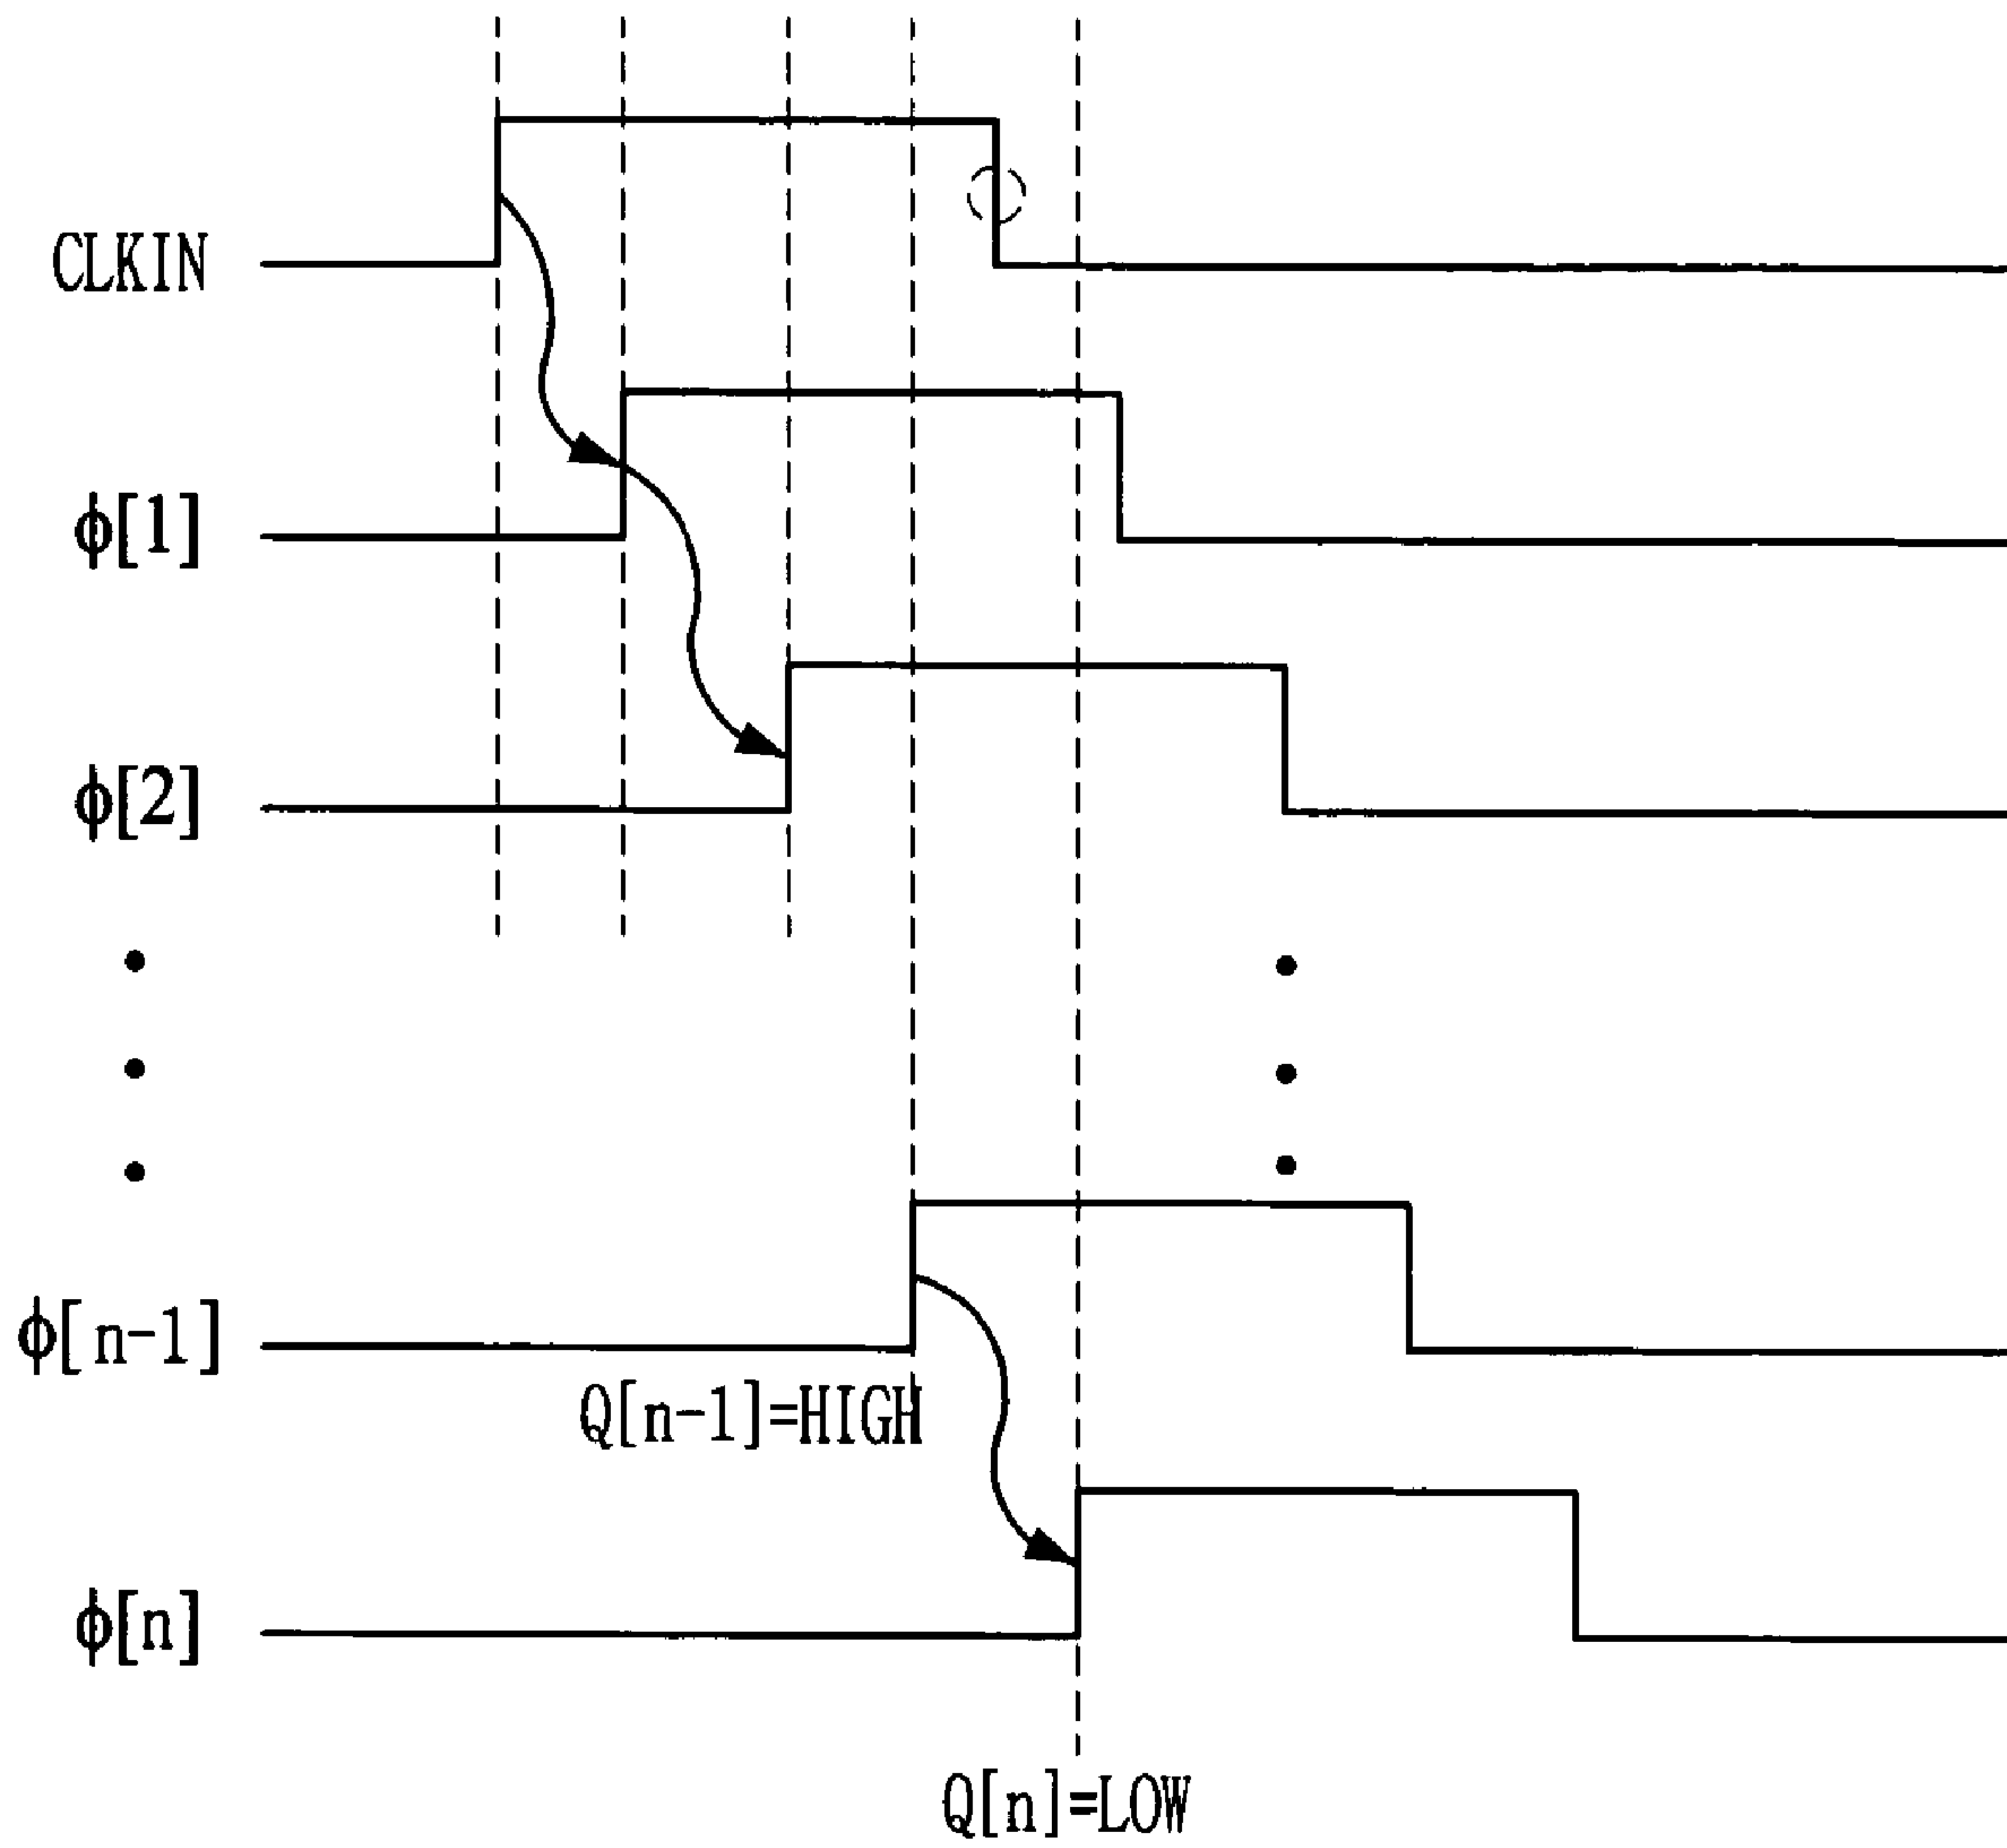 CLKIN
ϕ[1]
ϕ[2]
ϕ[n-1]
Q[n-1]=HIGH
ϕ[n]
Q[n]=LOW